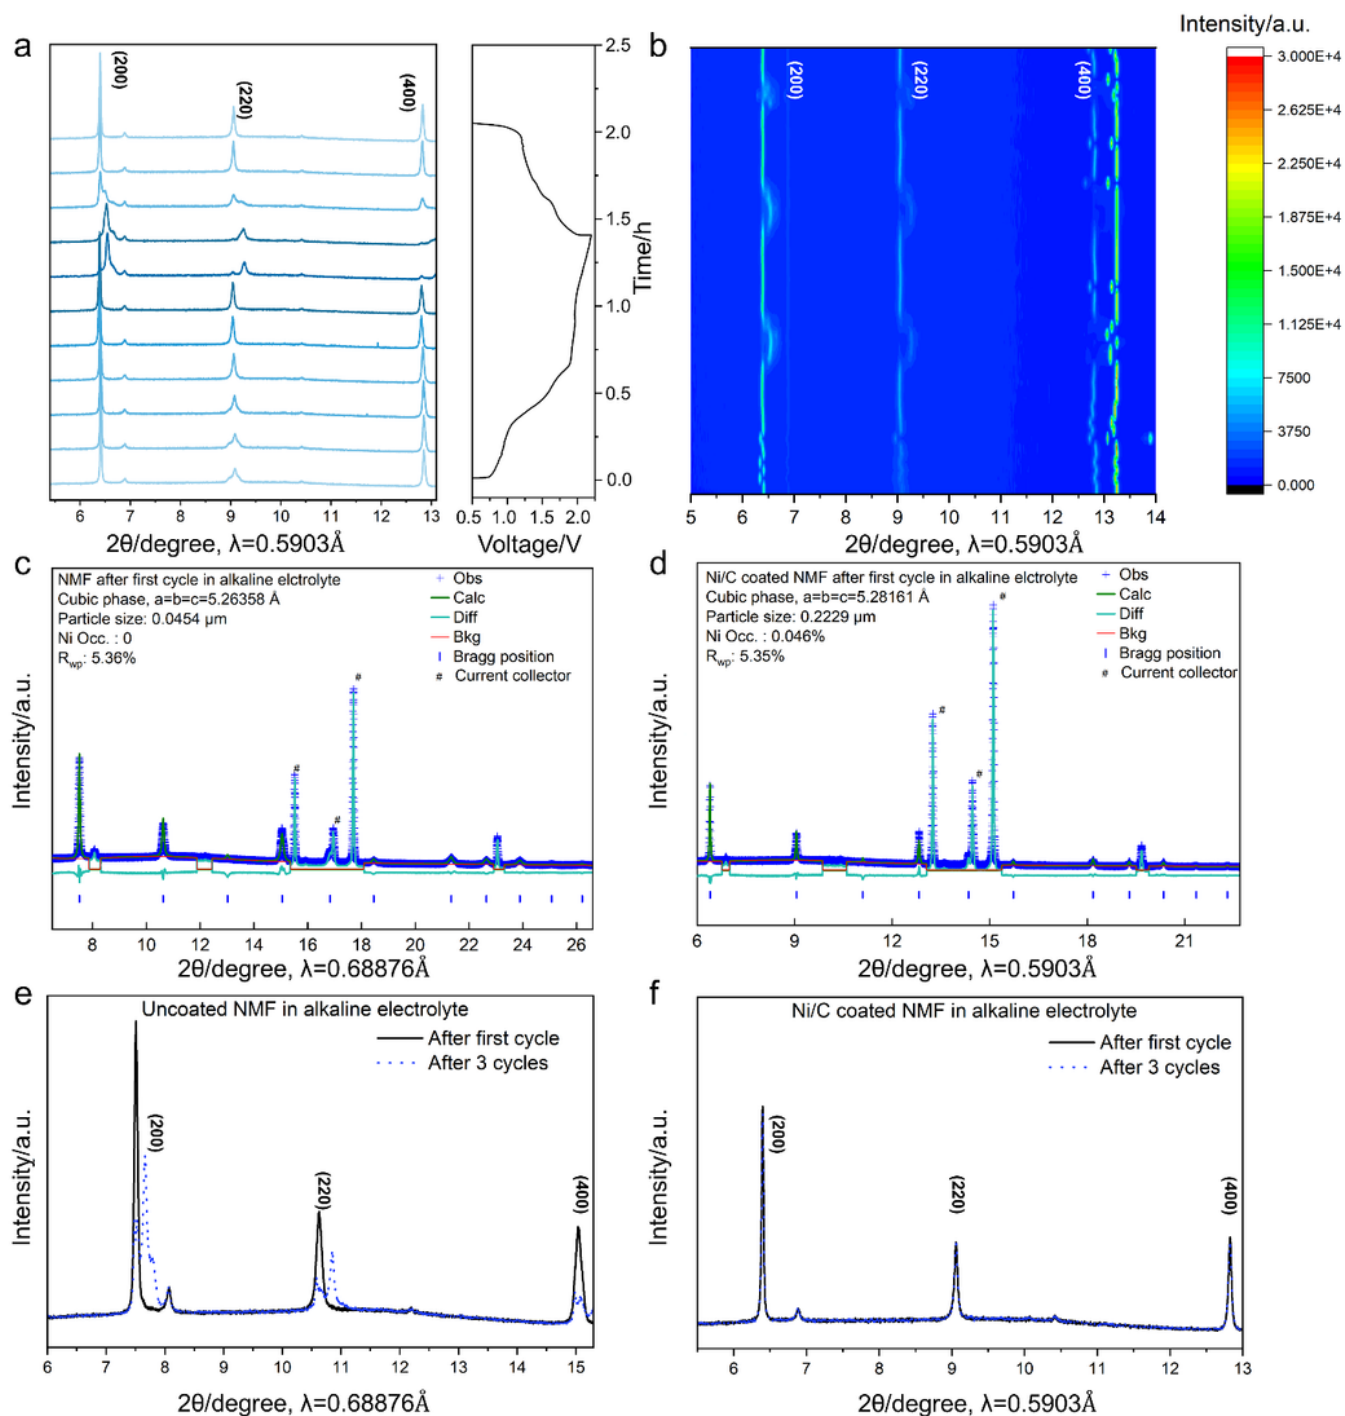 a
(200)
(220)
(400)
6 7 8 9 10 11 12 13
2θ/degree, λ=0.5903Å
2.5
2.0
1.5
1.0
0.5
0.0
Time/h
0.5 1.0 1.5 2.0
Voltage/V
b
(200)
(220)
(400)
5 6 7 8 9 10 11 12 13 14
2θ/degree, λ=0.5903Å
Intensity/a.u.
3.000E+4
2.625E+4
2.250E+4
1.875E+4
1.500E+4
1.125E+4
7500
3750
0.000
c
NMF after first cycle in alkaline elctrolyte
Cubic phase, a=b=c=5.26358 Å
Particle size: 0.0454 μm
Ni Occ. : 0
Rwp: 5.36%
Obs
Calc
Diff
Bkg
Bragg position
# Current collector
#
#
#
Intensity/a.u.
8 10 12 14 16 18 20 22 24 26
2θ/degree, λ=0.68876Å
d
Ni/C coated NMF after first cycle in alkaline elctrolyte
Cubic phase, a=b=c=5.28161 Å
Particle size: 0.2229 μm
Ni Occ. : 0.046%
Rwp: 5.35%
Obs
Calc
Diff
Bkg
Bragg position
# Current collector
#
#
#
Intensity/a.u.
6 9 12 15 18 21
2θ/degree, λ=0.5903Å
e
Uncoated NMF in alkaline electrolyte
After first cycle
After 3 cycles
(200)
(220)
(400)
Intensity/a.u.
6 7 8 9 10 11 12 13 14 15
2θ/degree, λ=0.68876Å
f
Ni/C coated NMF in alkaline electrolyte
After first cycle
After 3 cycles
(200)
(220)
(400)
Intensity/a.u.
6 7 8 9 10 11 12 13
2θ/degree, λ=0.5903Å